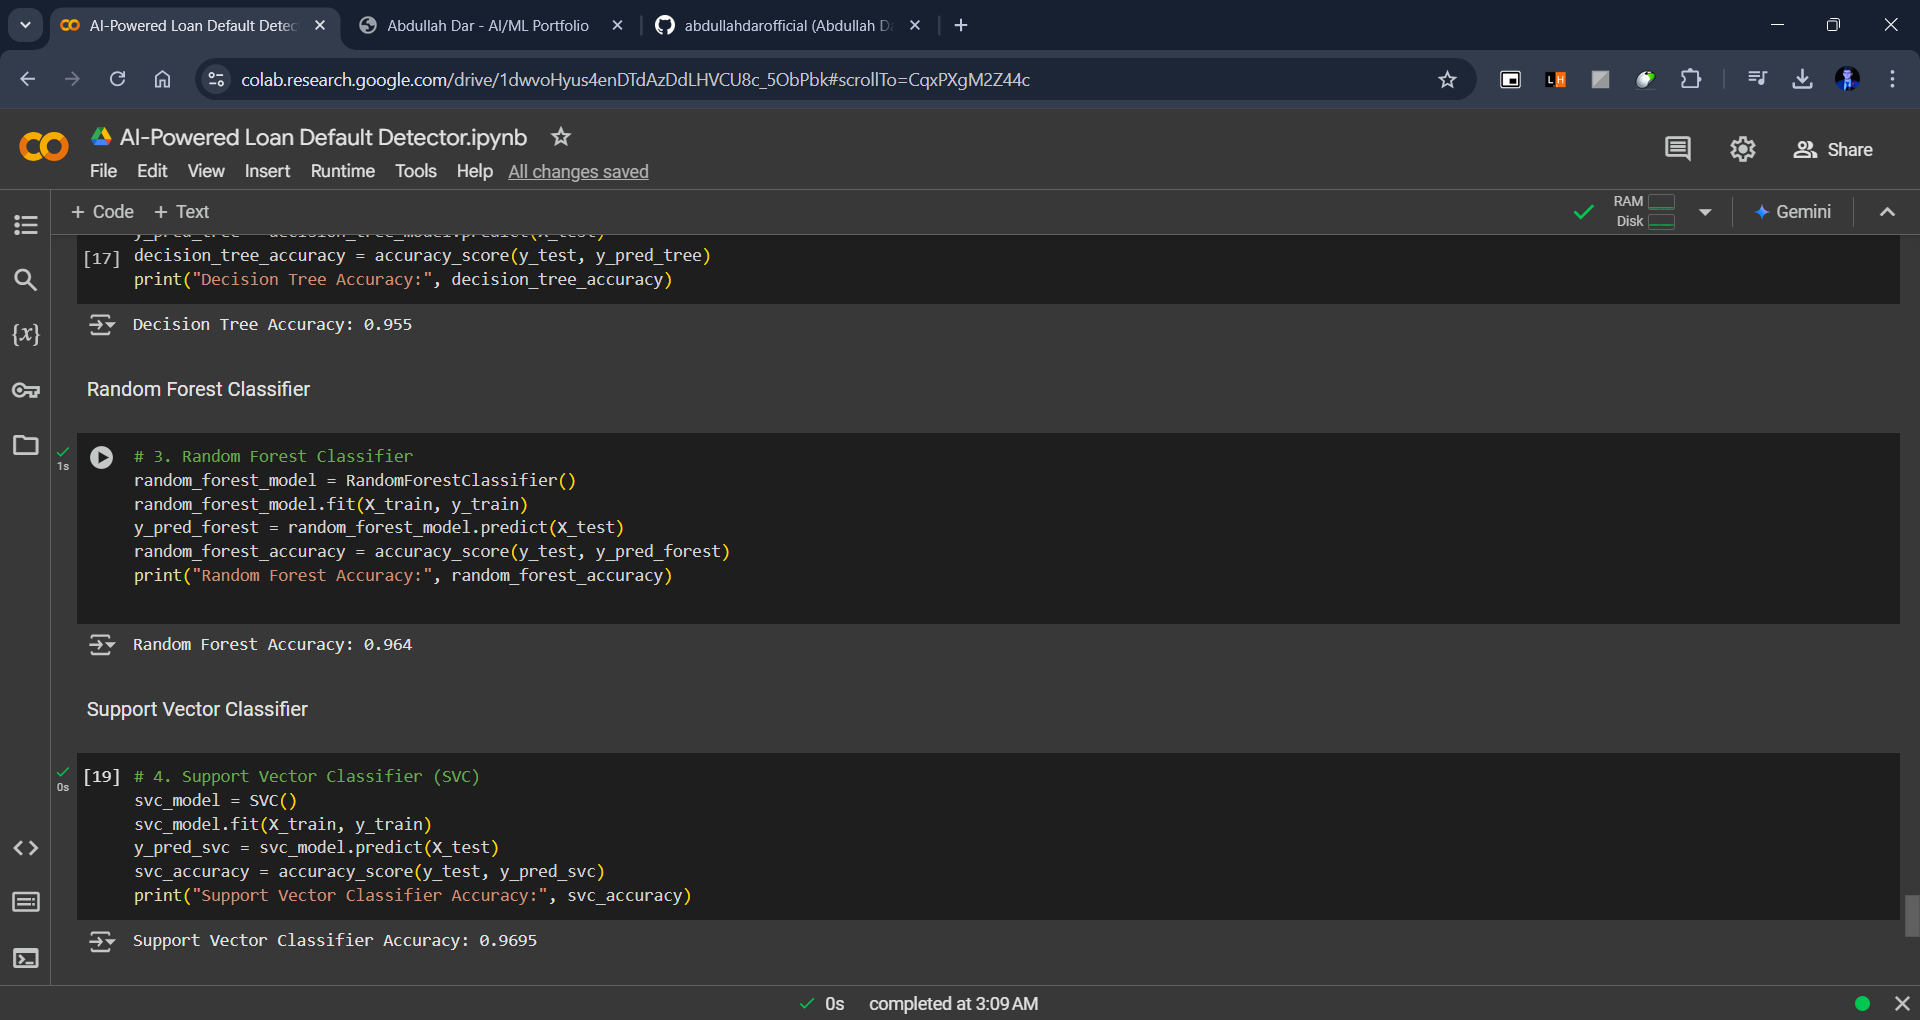 AI-Powered Loan Default Detec
Abdullah Dar - AI/ML Portfolio
abdullahdarofficial (Abdullah D
colab.research.google.com/drive/1dwvoHyus4enDTdAzDdLHVCU8c_5ObPbk#scrollTo=CqxPXgM2Z44c
LH
AI-Powered Loan Default Detector.ipynb
File Edit View Insert Runtime Tools Help All changes saved
Share
+ Code + Text
RAM
Disk
Gemini
y_pred_tree = decision_tree_model.predict(X_test)
[17] decision_tree_accuracy = accuracy_score(y_test, y_pred_tree)
print("Decision Tree Accuracy:", decision_tree_accuracy)
Decision Tree Accuracy: 0.955
Random Forest Classifier
1s
# 3. Random Forest Classifier
random_forest_model = RandomForestClassifier()
random_forest_model.fit(X_train, y_train)
y_pred_forest = random_forest_model.predict(X_test)
random_forest_accuracy = accuracy_score(y_test, y_pred_forest)
print("Random Forest Accuracy:", random_forest_accuracy)
Random Forest Accuracy: 0.964
Support Vector Classifier
0s
[19] # 4. Support Vector Classifier (SVC)
svc_model = SVC()
svc_model.fit(X_train, y_train)
y_pred_svc = svc_model.predict(X_test)
svc_accuracy = accuracy_score(y_test, y_pred_svc)
print("Support Vector Classifier Accuracy:", svc_accuracy)
Support Vector Classifier Accuracy: 0.9695
0s completed at 3:09 AM